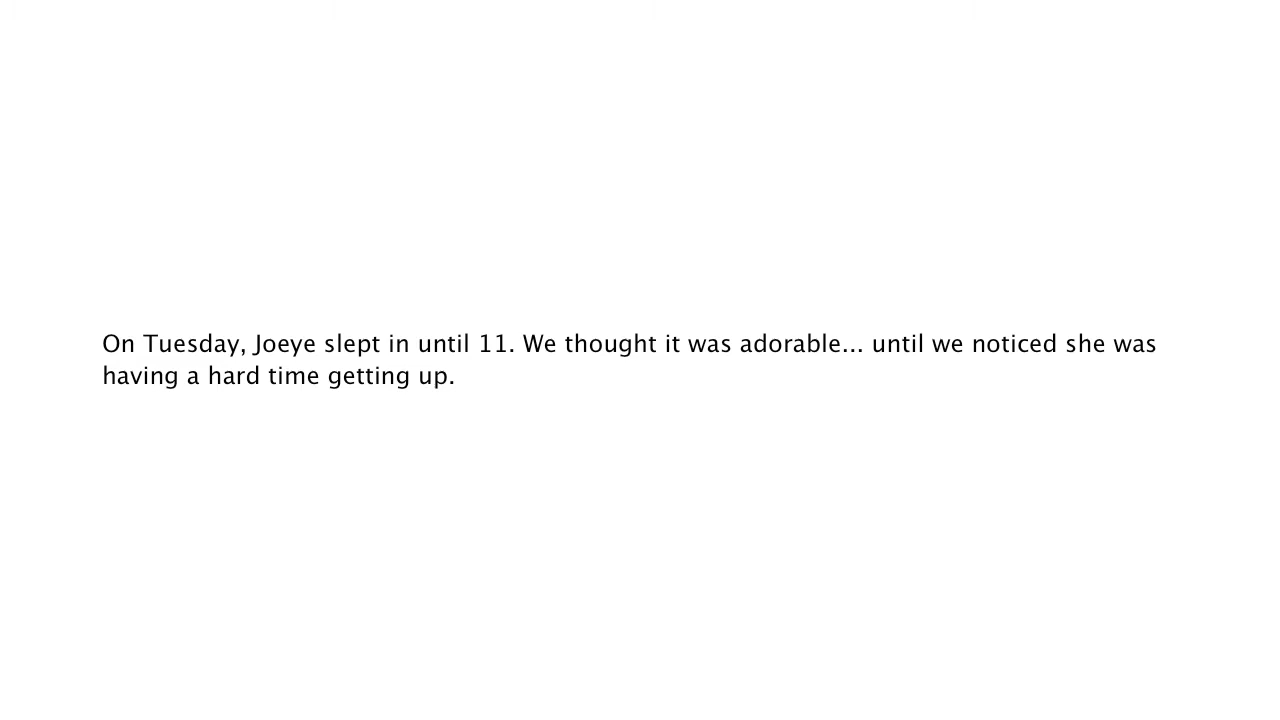 On Tuesday, Joeye slept in until 11. We thought it was adorable... until we noticed she was
having a hard time getting up.